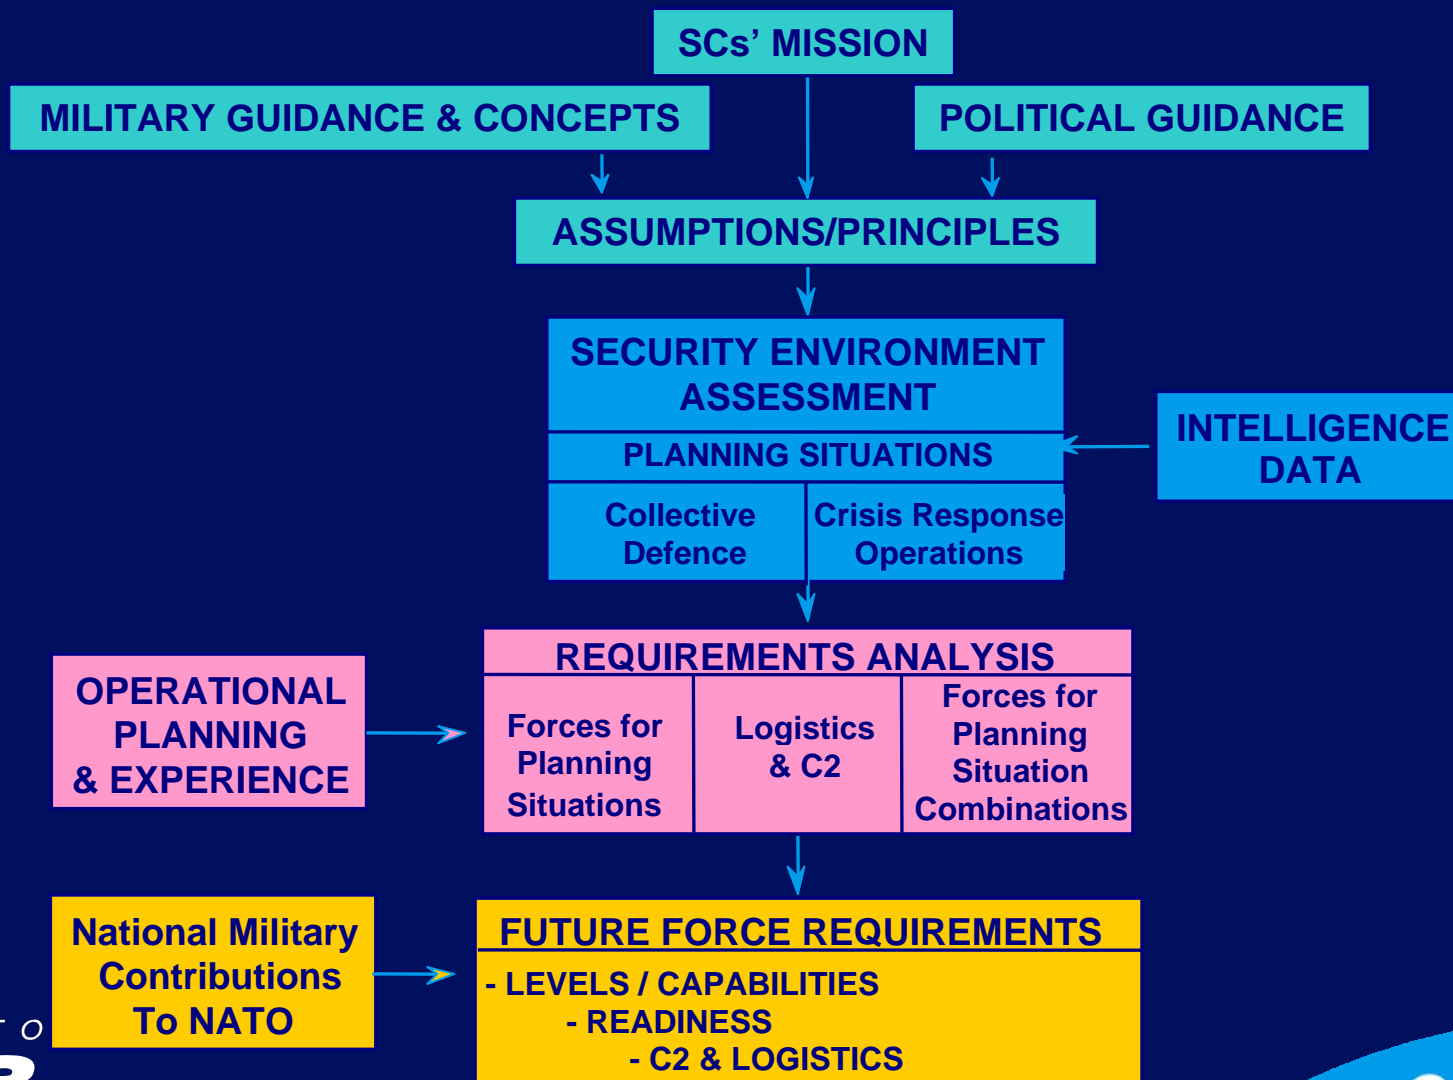 SCs’ MISSION
MILITARY GUIDANCE & CONCEPTS
POLITICAL GUIDANCE
ASSUMPTIONS/PRINCIPLES
SECURITY ENVIRONMENT
ASSESSMENT
PLANNING SITUATIONS
Collective
Defence
Crisis Response
Operations
INTELLIGENCE
DATA
OPERATIONAL
PLANNING
& EXPERIENCE
REQUIREMENTS ANALYSIS
Forces for
Planning
Situations
Logistics
& C2
Forces for
Planning
Situation
Combinations
National Military
Contributions
To NATO
FUTURE FORCE REQUIREMENTS
- LEVELS / CAPABILITIES
- READINESS
- C2 & LOGISTICS